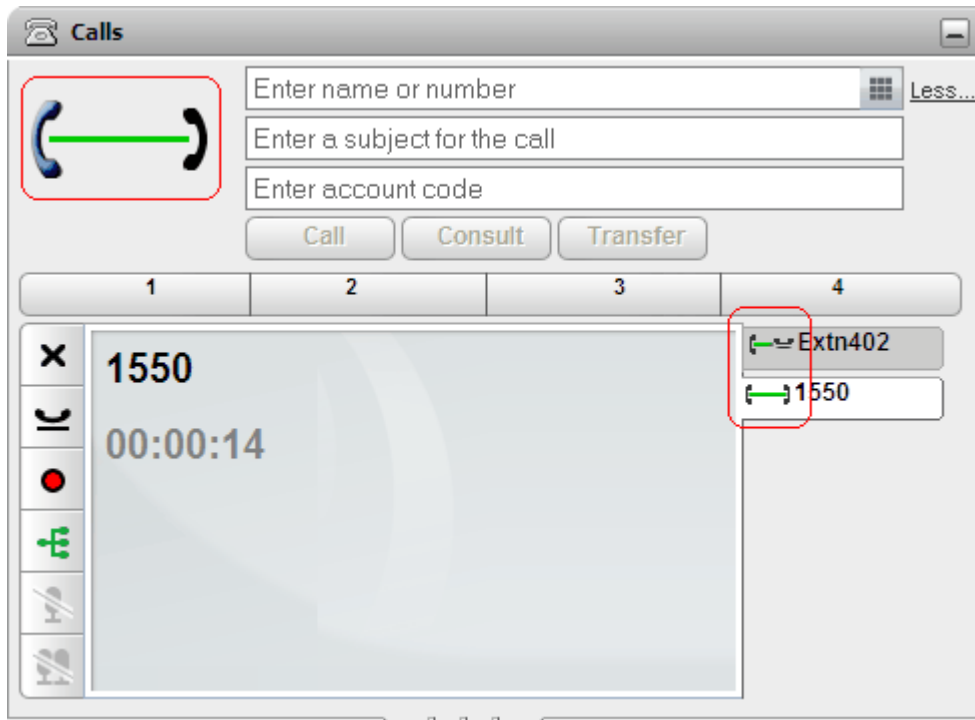 Calls
Enter name or number
Less...
Enter a subject for the call
Enter account code
Call Consult Transfer
1 2 3 4
1550
00:00:14
Extn402
1550